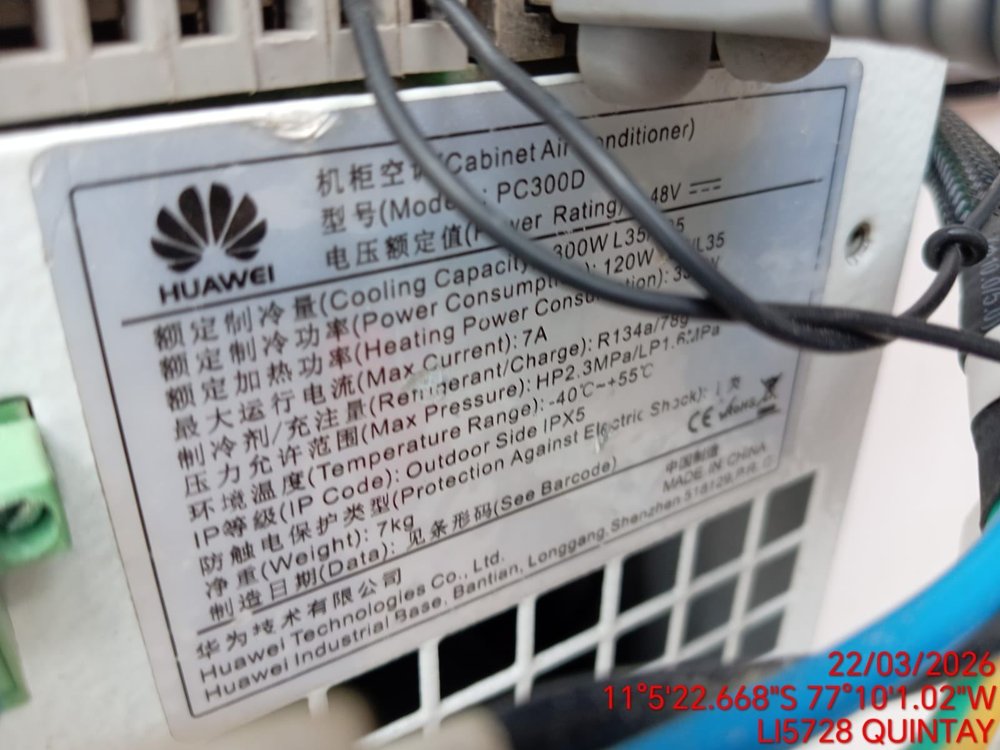 机柜空调(Cabinet Air Conditioner)
型号(Model): PC300D
电压额定值(Power Rating) 48V
HUAWEI
额定制冷量(Cooling Capacity 300W L35
额定制冷功率(Power Consumption): 120W L35
额定加热功率(Heating Power Consumption):
最大运行电流(Max Current): 7A
制冷剂/充注量(Refrigerant/Charge): R134a/78g
压力允许范围(Max Pressure): HP2.3MPa/LP1.6MPa
环境温度(Temperature Range): -40℃~+55℃
IP等级(IP Code): Outdoor Side IPX5
防触电保护类型(Protection Against Electric Shock): I 类
净重(Weight): 7kg
制造日期(Data): 见条形码(See Barcode)
CE RoHS
华为技术有限公司
中国制造
Huawei Technologies Co., Ltd.
MADE IN CHINA
Huawei Industrial Base, Bantian, Longgang, Shenzhen 518129, P.R. C
22/03/2026
11°5'22.668"S 77°10'1.02"W
LI5728 QUINTAY